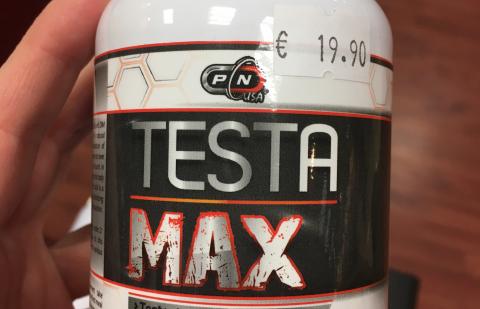 € 19.90
PN
USA
TESTA
MAX